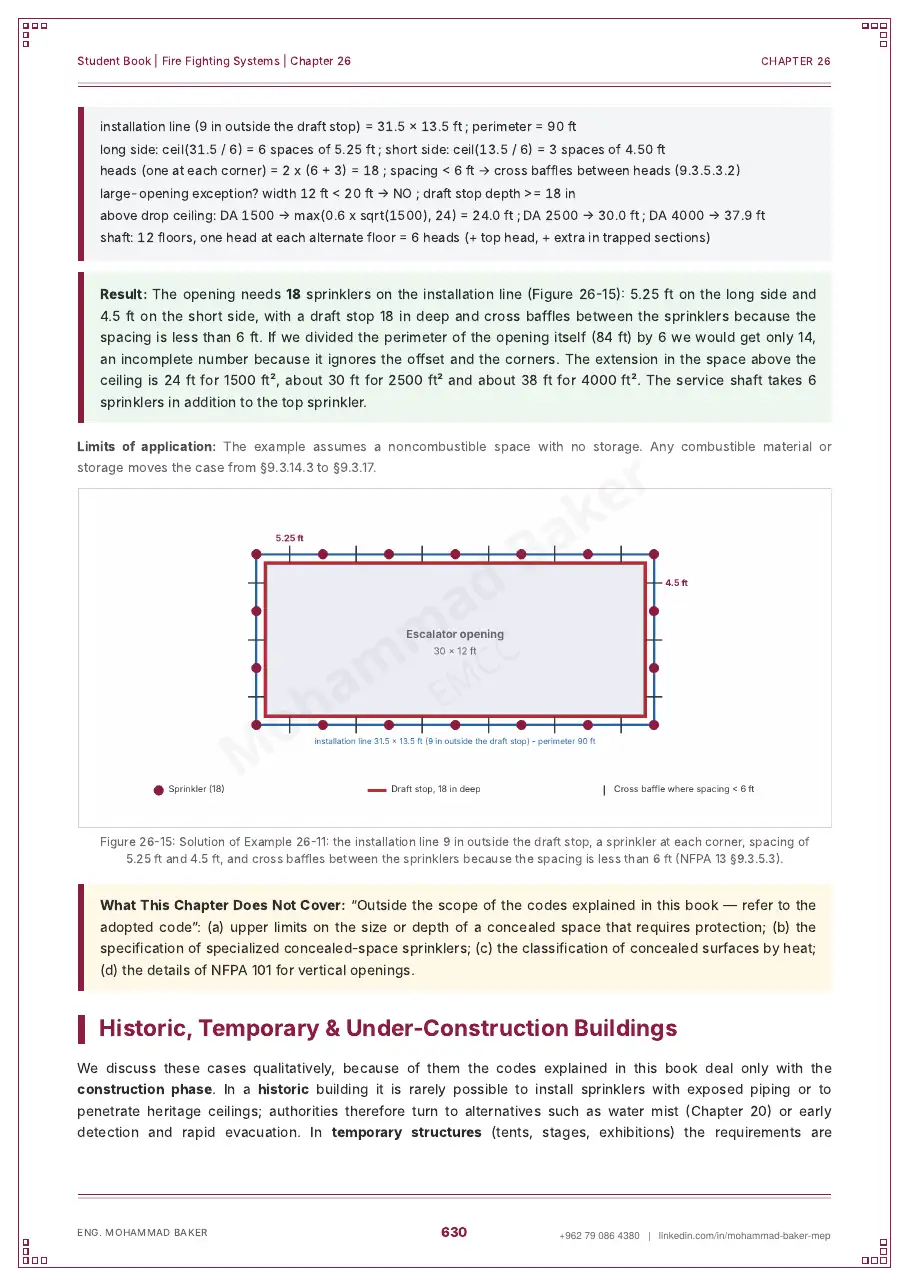 Student Book | Fire Fighting Systems | Chapter 26
CHAPTER 26
installation line (9 in outside the draft stop) = 31.5 × 13.5 ft ; perimeter = 90 ft
long side: ceil(31.5 / 6) = 6 spaces of 5.25 ft ; short side: ceil(13.5 / 6) = 3 spaces of 4.50 ft
heads (one at each corner) = 2 x (6 + 3) = 18 ; spacing < 6 ft → cross baffles between heads (9.3.5.3.2)
large-opening exception? width 12 ft < 20 ft → NO ; draft stop depth >= 18 in
above drop ceiling: DA 1500 → max(0.6 x sqrt(1500), 24) = 24.0 ft ; DA 2500 → 30.0 ft ; DA 4000 → 37.9 ft
shaft: 12 floors, one head at each alternate floor = 6 heads (+ top head, + extra in trapped sections)
Result: The opening needs 18 sprinklers on the installation line (Figure 26-15): 5.25 ft on the long side and
4.5 ft on the short side, with a draft stop 18 in deep and cross baffles between the sprinklers because the
spacing is less than 6 ft. If we divided the perimeter of the opening itself (84 ft) by 6 we would get only 14,
an incomplete number because it ignores the offset and the corners. The extension in the space above the
ceiling is 24 ft for 1500 ft², about 30 ft for 2500 ft² and about 38 ft for 4000 ft². The service shaft takes 6
sprinklers in addition to the top sprinkler.
Limits of application: The example assumes a noncombustible space with no storage. Any combustible material or
storage moves the case from §9.3.14.3 to §9.3.17.
5.25 ft
4.5 ft
Escalator opening
30 × 12 ft
Mohammad Baker
EMCC
installation line 31.5 × 13.5 ft (9 in outside the draft stop) - perimeter 90 ft
Sprinkler (18)
Draft stop, 18 in deep
Cross baffle where spacing < 6 ft
Figure 26-15: Solution of Example 26-11: the installation line 9 in outside the draft stop, a sprinkler at each corner, spacing of
5.25 ft and 4.5 ft, and cross baffles between the sprinklers because the spacing is less than 6 ft (NFPA 13 §9.3.5.3).
What This Chapter Does Not Cover: “Outside the scope of the codes explained in this book — refer to the
adopted code”: (a) upper limits on the size or depth of a concealed space that requires protection; (b) the
specification of specialized concealed-space sprinklers; (c) the classification of concealed surfaces by heat;
(d) the details of NFPA 101 for vertical openings.
Historic, Temporary & Under-Construction Buildings
We discuss these cases qualitatively, because of them the codes explained in this book deal only with the
construction phase. In a historic building it is rarely possible to install sprinklers with exposed piping or to
penetrate heritage ceilings; authorities therefore turn to alternatives such as water mist (Chapter 20) or early
detection and rapid evacuation. In temporary structures (tents, stages, exhibitions) the requirements are
ENG. MOHAMMAD BAKER
630
+962 79 086 4380 | linkedin.com/in/mohammad-baker-mep